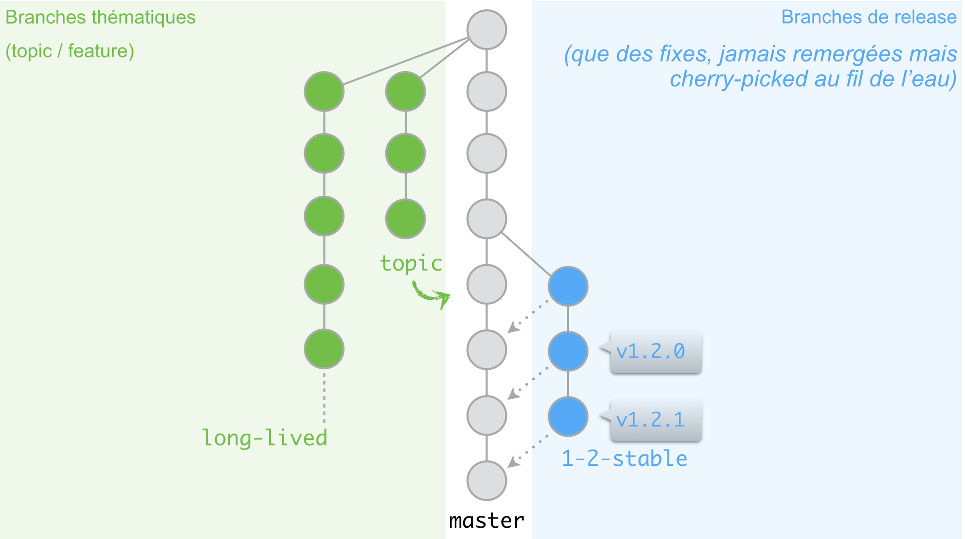 Branches thématiques
(topic / feature)
Branches de release
(que des fixes, jamais remergées mais
cherry-picked au fil de l’eau)
topic
v1.2.0
v1.2.1
long-lived
1-2-stable
master